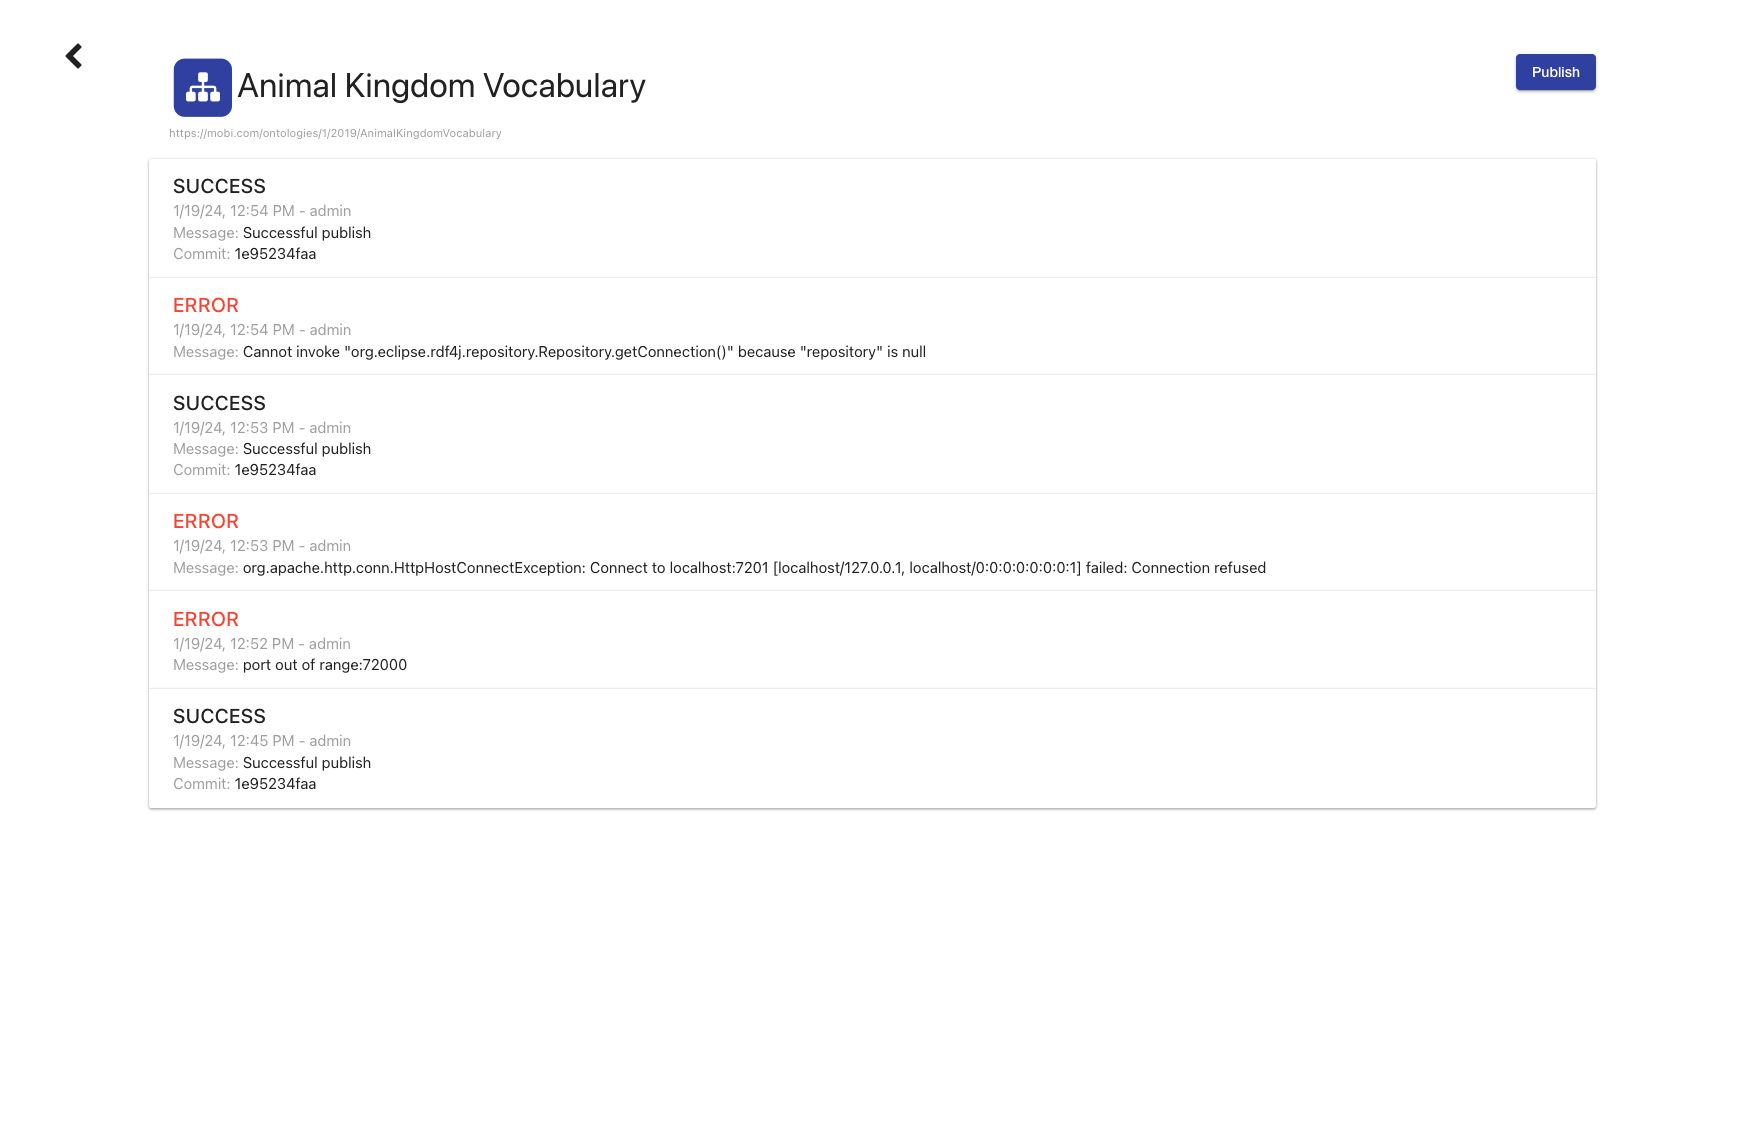 Animal Kingdom Vocabulary
Publish
https://mobi.com/ontologies/1/2019/AnimalKingdomVocabulary
SUCCESS
1/19/24, 12:54 PM - admin
Message: Successful publish
Commit: 1e95234faa
ERROR
1/19/24, 12:54 PM - admin
Message: Cannot invoke "org.eclipse.rdf4j.repository.Repository.getConnection()" because "repository" is null
SUCCESS
1/19/24, 12:53 PM - admin
Message: Successful publish
Commit: 1e95234faa
ERROR
1/19/24, 12:53 PM - admin
Message: org.apache.http.conn.HttpHostConnectException: Connect to localhost:7201 [localhost/127.0.0.1, localhost/0:0:0:0:0:0:0:1] failed: Connection refused
ERROR
1/19/24, 12:52 PM - admin
Message: port out of range:72000
SUCCESS
1/19/24, 12:45 PM - admin
Message: Successful publish
Commit: 1e95234faa